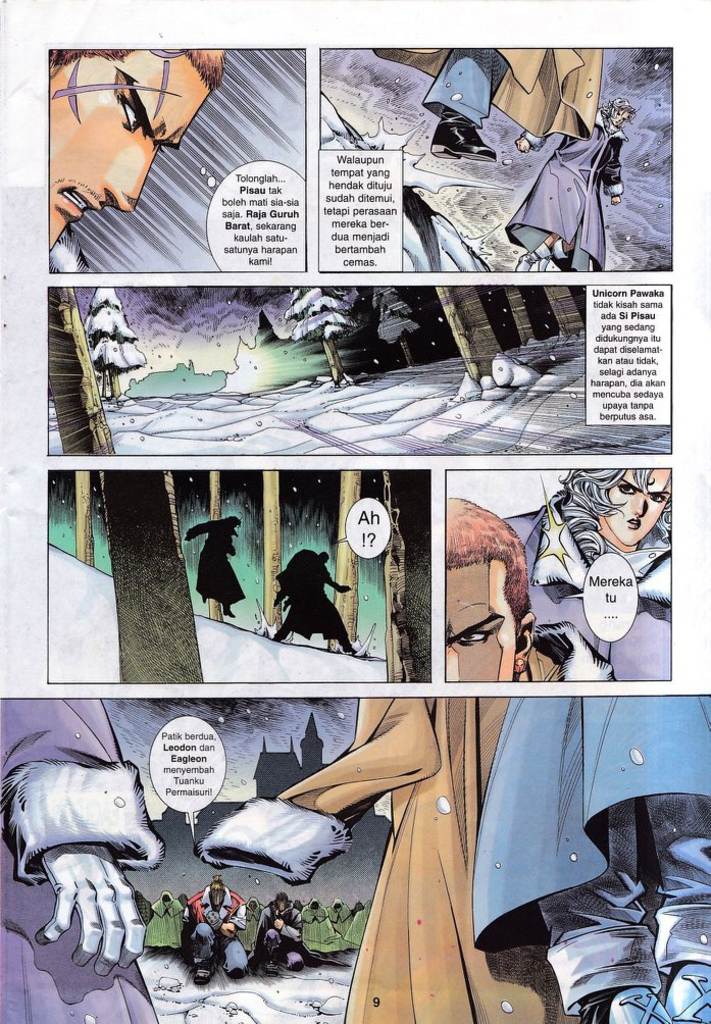 Tolonglah...
Pisau tak
boleh mati sia-sia
saja. Raja Guruh
Barat, sekarang
kaulah satu-
satunya harapan
kami!
Walaupun
tempat yang
hendak dituju
sudah ditemui,
tetapi perasaan
mereka ber-
dua menjadi
bertambah
cemas.
Unicorn Pawaka
tidak kisah sama
ada Si Pisau
yang sedang
didukungnya itu
dapat diselamat-
kan atau tidak,
selagi adanya
harapan, dia akan
mencuba sedaya
upaya tanpa
berputus asa.
Ah
!?
Mereka
tu
....
Patik berdua,
Leodon dan
Eagleon
menyembah
Tuanku
Permaisuri!
9